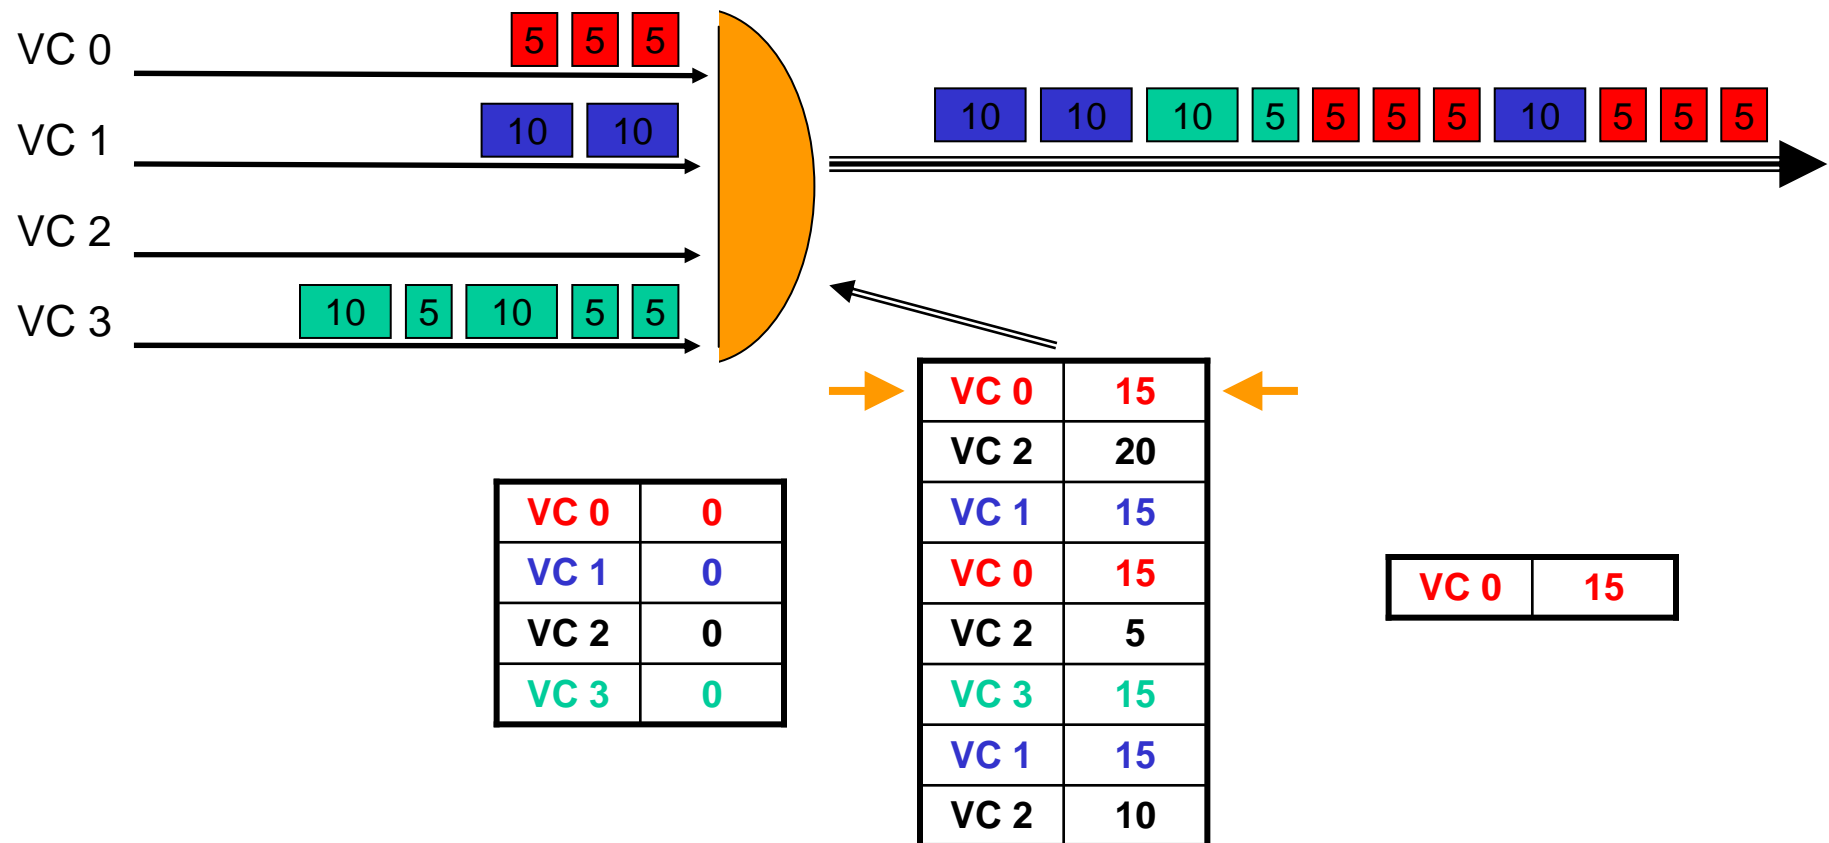 VC 0
5 5 5
VC 1
10 10
VC 2
VC 3
10 5 10 5 5
10 10 10 5 5 5 5 10 5 5 5
VC 0 15
VC 2 20
VC 1 15
VC 0 15
VC 2 5
VC 3 15
VC 1 15
VC 2 10
VC 0 0
VC 1 0
VC 2 0
VC 3 0
VC 0 15